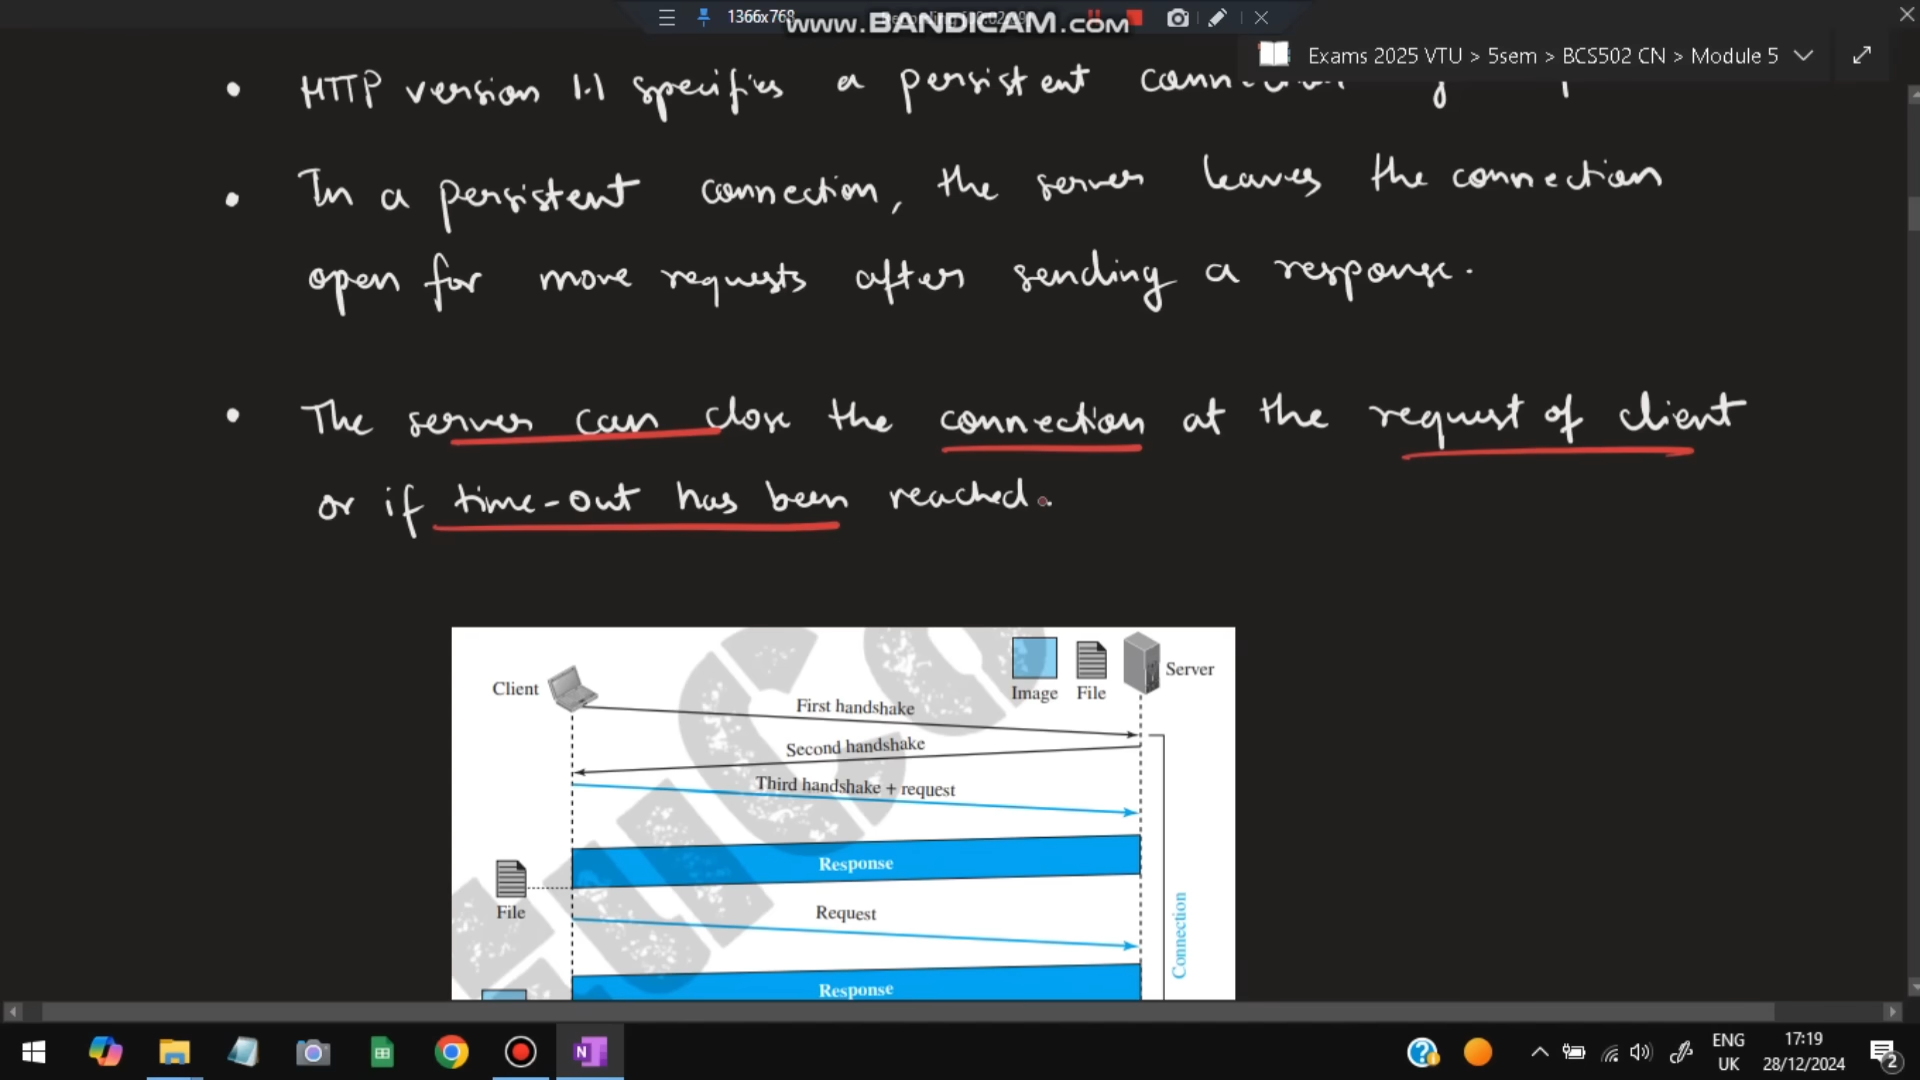 1366x768
www.BANDICAM.com
Exams 2025 VTU > 5sem > BCS502 CN > Module 5
• HTTP version 1.1 specifies a persistent
• In a persistent connection, the server leaves the connection
open for more requests after sending a response.
• The server can close the connection at the request of client
or if time-out has been reached.
Client
Image
File
Server
First handshake
Second handshake
Third handshake + request
Response
File
Request
Connection
Response
ENG
UK
17:19
28/12/2024
2